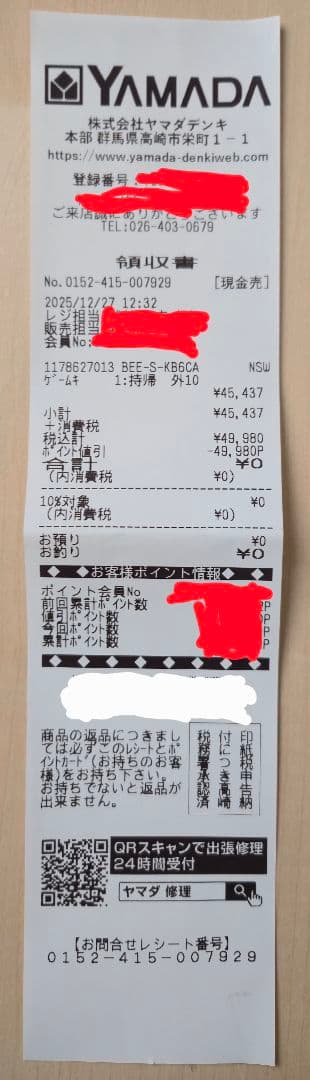 YAMADA
株式会社ヤマダデンキ
本部 群馬県高崎市栄町1-1
https://www.yamada-denkiweb.com
登録番号:
ご来店誠にありがとうございます
TEL:026-403-0679
領収書
No.0152-415-007929 [現金売]
2025/12/27 12:32
レジ担当
販売担当
会員No:
1178627013 BEE-S-KB6CA NSW
ゲームキ 1:持帰 外10
¥45,437
小計 ¥45,437
+消費税
税込計 ¥49,980
ポイント値引 -49,980P
合計 ¥0
(内消費税 ¥0)
10%対象 ¥0
(内消費税 ¥0)
お預り ¥0
お釣り ¥0
◆ ◆ ◆お客様ポイント情報◆ ◆ ◆
ポイント会員No
前回累計ポイント数 P
値引ポイント数 P
今回ポイント数 P
累計ポイント数 P
商品の返品につきまし
ては必ずこのレシートとポ
イントカード(お持ちのお客
様)をお持ち下さい。
お持ちでないと返品が
出来ません。
印紙税申告納
付につき高崎
税務署承認済
QRスキャンで出張修理
24時間受付
ヤマダ 修理
【お問合せレシート番号】
0152-415-007929